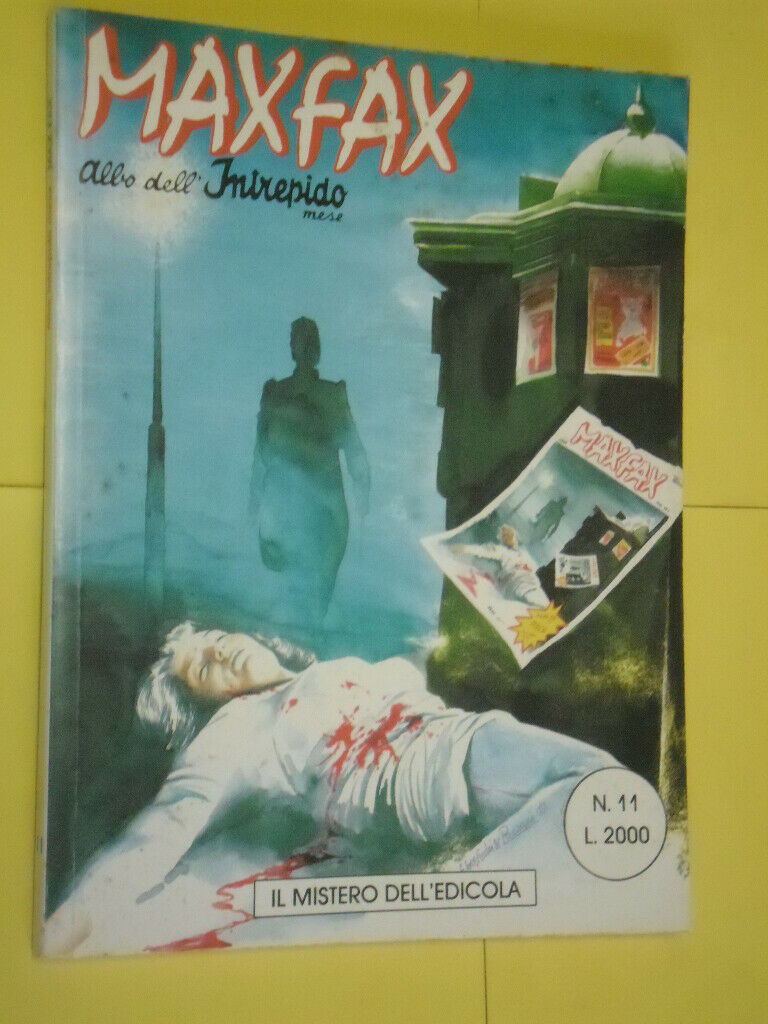 MAXFAX
albo dell'Intrepido
mese
MAXFAX
N. 11
L. 2000
IL MISTERO DELL'EDICOLA